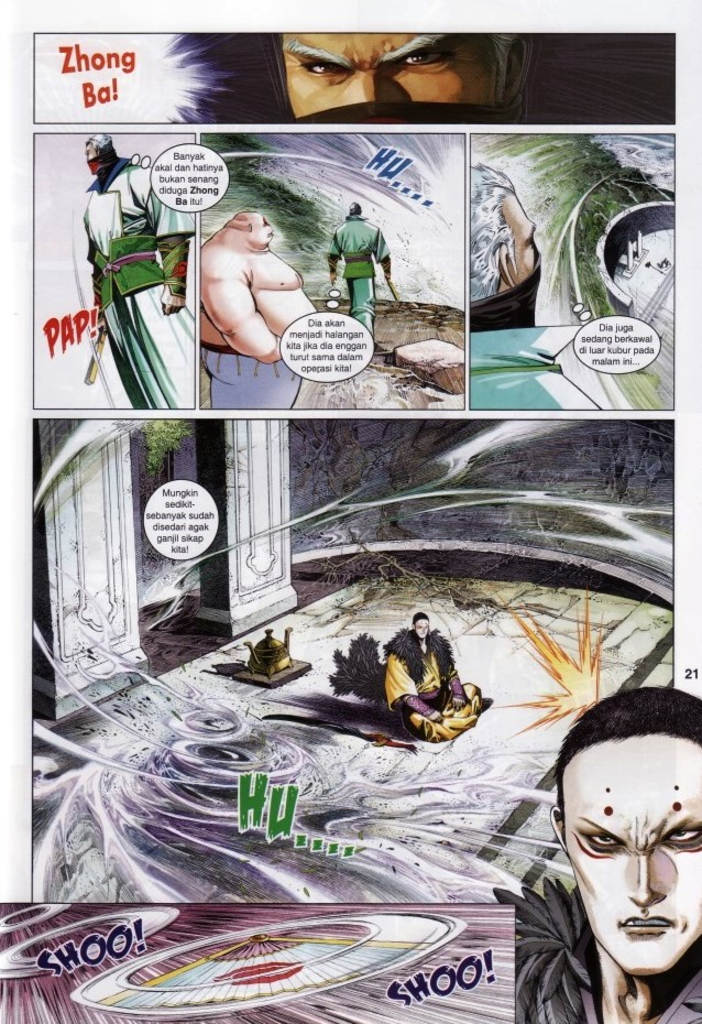 Zhong
Ba!
Banyak
akal dan hatinya
bukan senang
diduga Zhong
Ba itu!
PAP!
HU....
Dia akan
menjadi halangan
kita jika dia enggan
turut sama dalam
operasi kita!
Dia juga
sedang berkawal
di luar kubur pada
malam ini...
Mungkin
sedikit-
sebanyak sudah
disedari agak
ganjil sikap
kita!
21
HU....
SHOO!
SHOO!